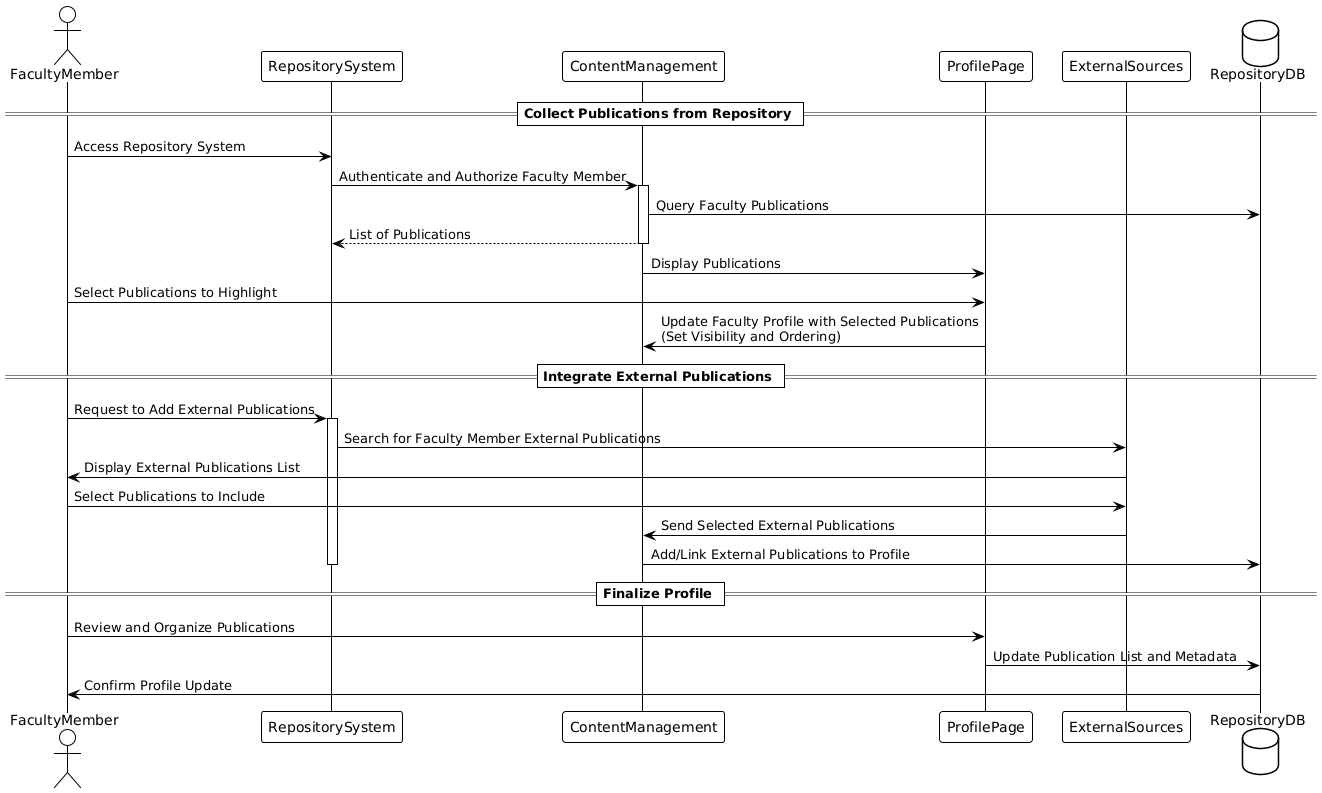 FacultyMember
RepositorySystem
ContentManagement
ProfilePage
ExternalSources
RepositoryDB
Collect Publications from Repository
Access Repository System
Authenticate and Authorize Faculty Member
Query Faculty Publications
List of Publications
Display Publications
Select Publications to Highlight
Update Faculty Profile with Selected Publications
(Set Visibility and Ordering)
Integrate External Publications
Request to Add External Publications
Search for Faculty Member External Publications
Display External Publications List
Select Publications to Include
Send Selected External Publications
Add/Link External Publications to Profile
Finalize Profile
Review and Organize Publications
Update Publication List and Metadata
Confirm Profile Update
FacultyMember
RepositorySystem
ContentManagement
ProfilePage
ExternalSources
RepositoryDB